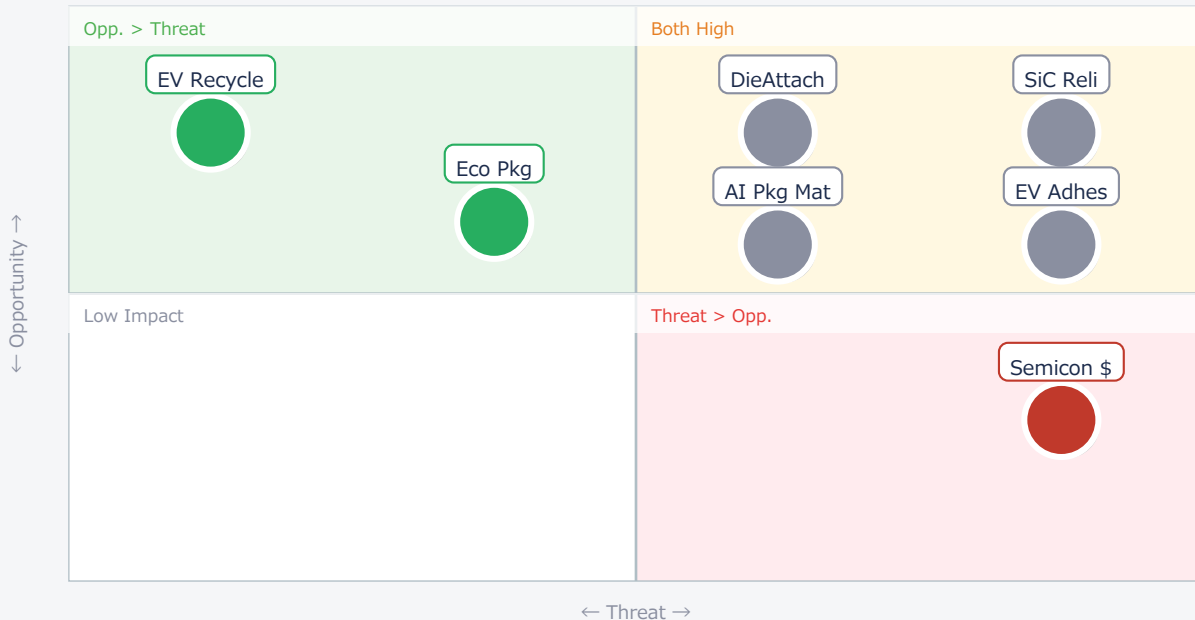 Opp. > Threat
Both High
EV Recycle
DieAttach
SiC Reli
Eco Pkg
AI Pkg Mat
EV Adhes
← Opportunity →
Low Impact
Threat > Opp.
Semicon $
← Threat →